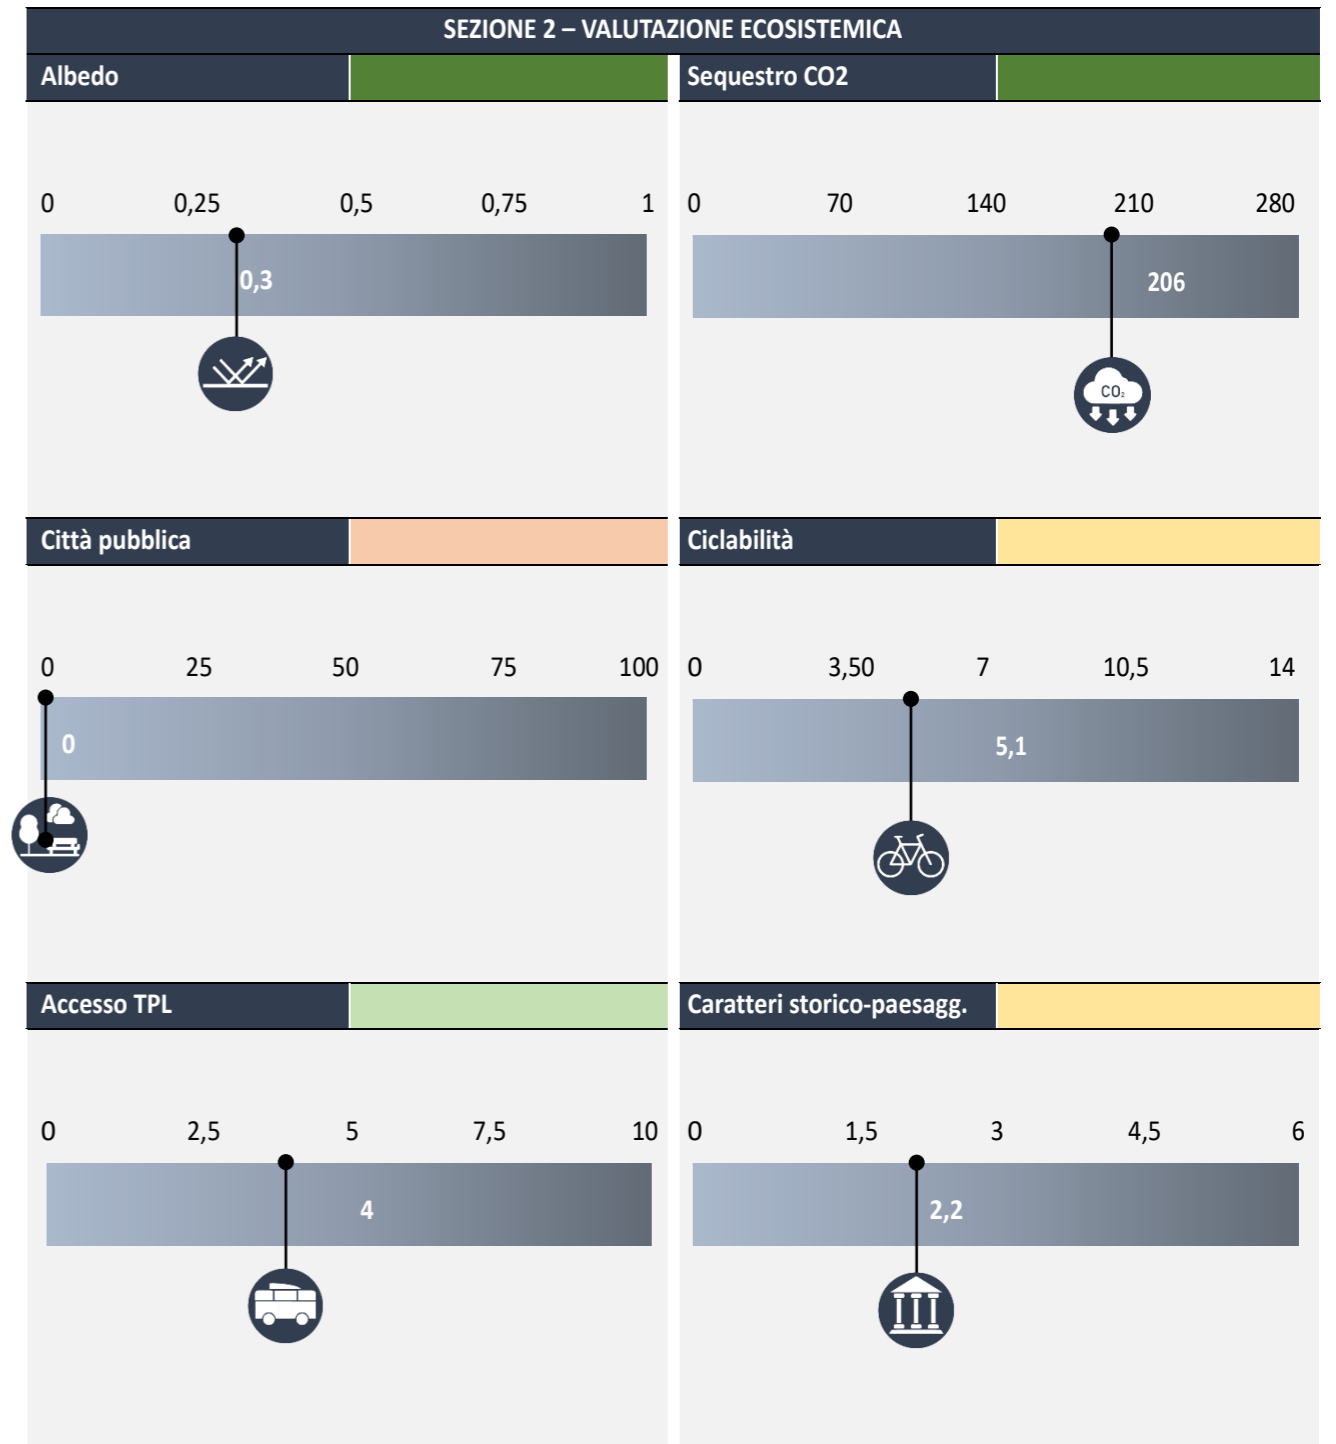 SEZIONE 2 – VALUTAZIONE ECOSISTEMICA
Albedo
Sequestro CO2
0 0,25 0,5 0,75 1
0 70 140 210 280
0,3
206
CO₂
Città pubblica
Ciclabilità
0 25 50 75 100
0 3,50 7 10,5 14
0
5,1
Accesso TPL
Caratteri storico-paesagg.
0 2,5 5 7,5 10
0 1,5 3 4,5 6
4
2,2